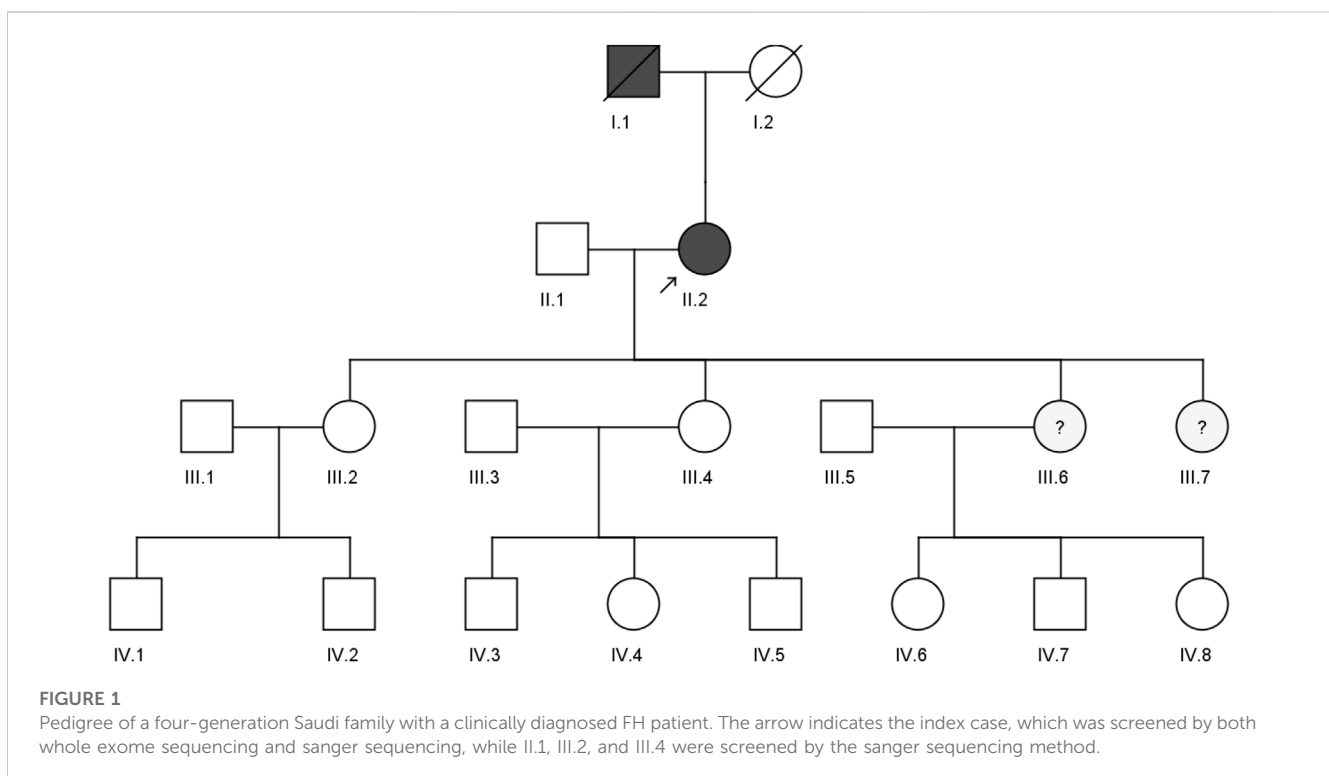 I.1 I.2
II.1 II.2
? ?
III.1 III.2 III.3 III.4 III.5 III.6 III.7
IV.1 IV.2 IV.3 IV.4 IV.5 IV.6 IV.7 IV.8
FIGURE 1
Pedigree of a four-generation Saudi family with a clinically diagnosed FH patient. The arrow indicates the index case, which was screened by both
whole exome sequencing and sanger sequencing, while II.1, III.2, and III.4 were screened by the sanger sequencing method.